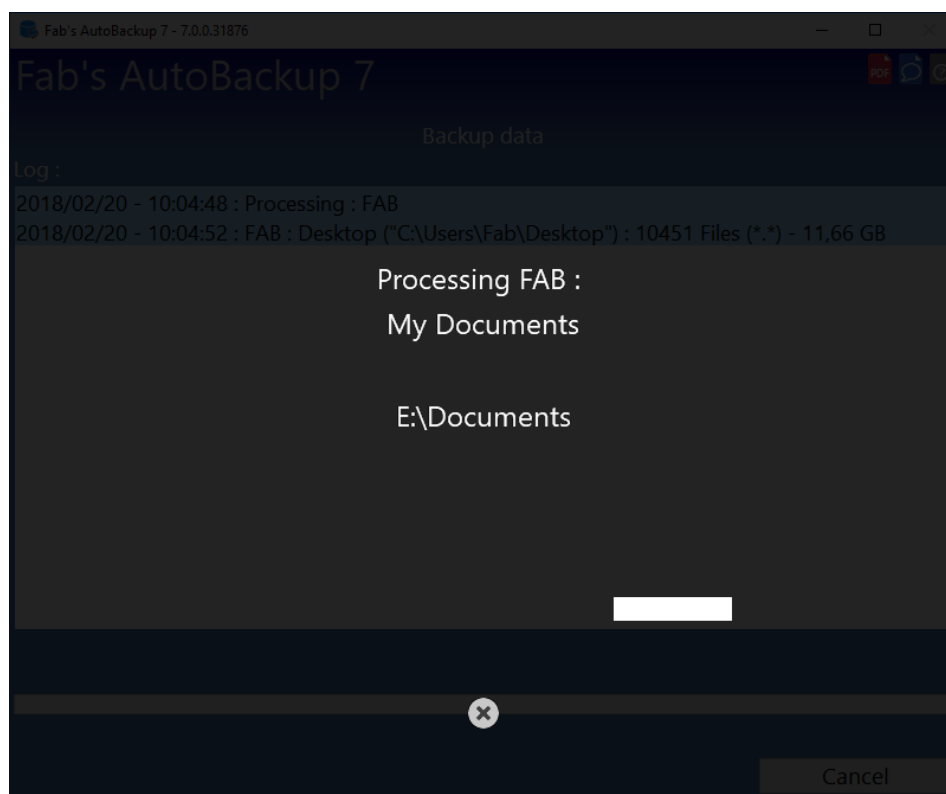 Fab's AutoBackup 7 - 7.0.0.31876
Fab's AutoBackup 7
PDF
Backup data
Log :
2018/02/20 - 10:04:48 : Processing : FAB
2018/02/20 - 10:04:52 : FAB : Desktop ("C:\Users\Fab\Desktop") : 10451 Files (*.*) - 11,66 GB
Processing FAB :
My Documents
E:\Documents
Cancel